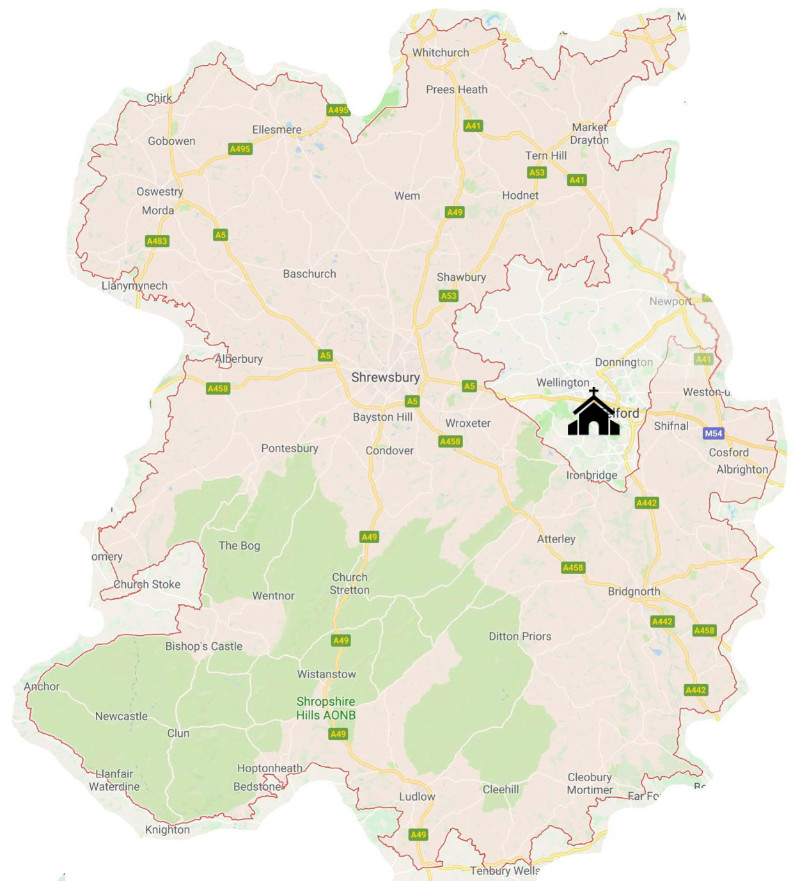 M
Whitchurch
Prees Heath
Chirk
A495
A41
Ellesmere
Market
Drayton
Gobowen
A495
Tern Hill
A53
A41
Oswestry
Wem
Hodnet
Morda
A49
A5
A483
Baschurch
Shawbury
Llanymynech
A53
Newport
A5
Alberbury
A41
Donnington
Shrewsbury
Wellington
A5
A458
Weston-u
A5
Bayston Hill
Wroxeter
elford
Shifnal
M54
A458
Pontesbury
Condover
Cosford
Albrighton
Ironbridge
A442
A49
Atterley
The Bog
omery
A458
Church
Stretton
Church Stoke
Wentnor
Bridgnorth
A442
A458
Ditton Priors
A49
Bishop's Castle
Wistanstow
Anchor
A442
Shropshire
Hills AONB
Newcastle
Clun
A49
Hoptonheath
Llanfair
Waterdine
Bedstone
Cleobury
Mortimer
Ludlow
Cleehill
Far Fo
Knighton
A49
Tenbury Wells